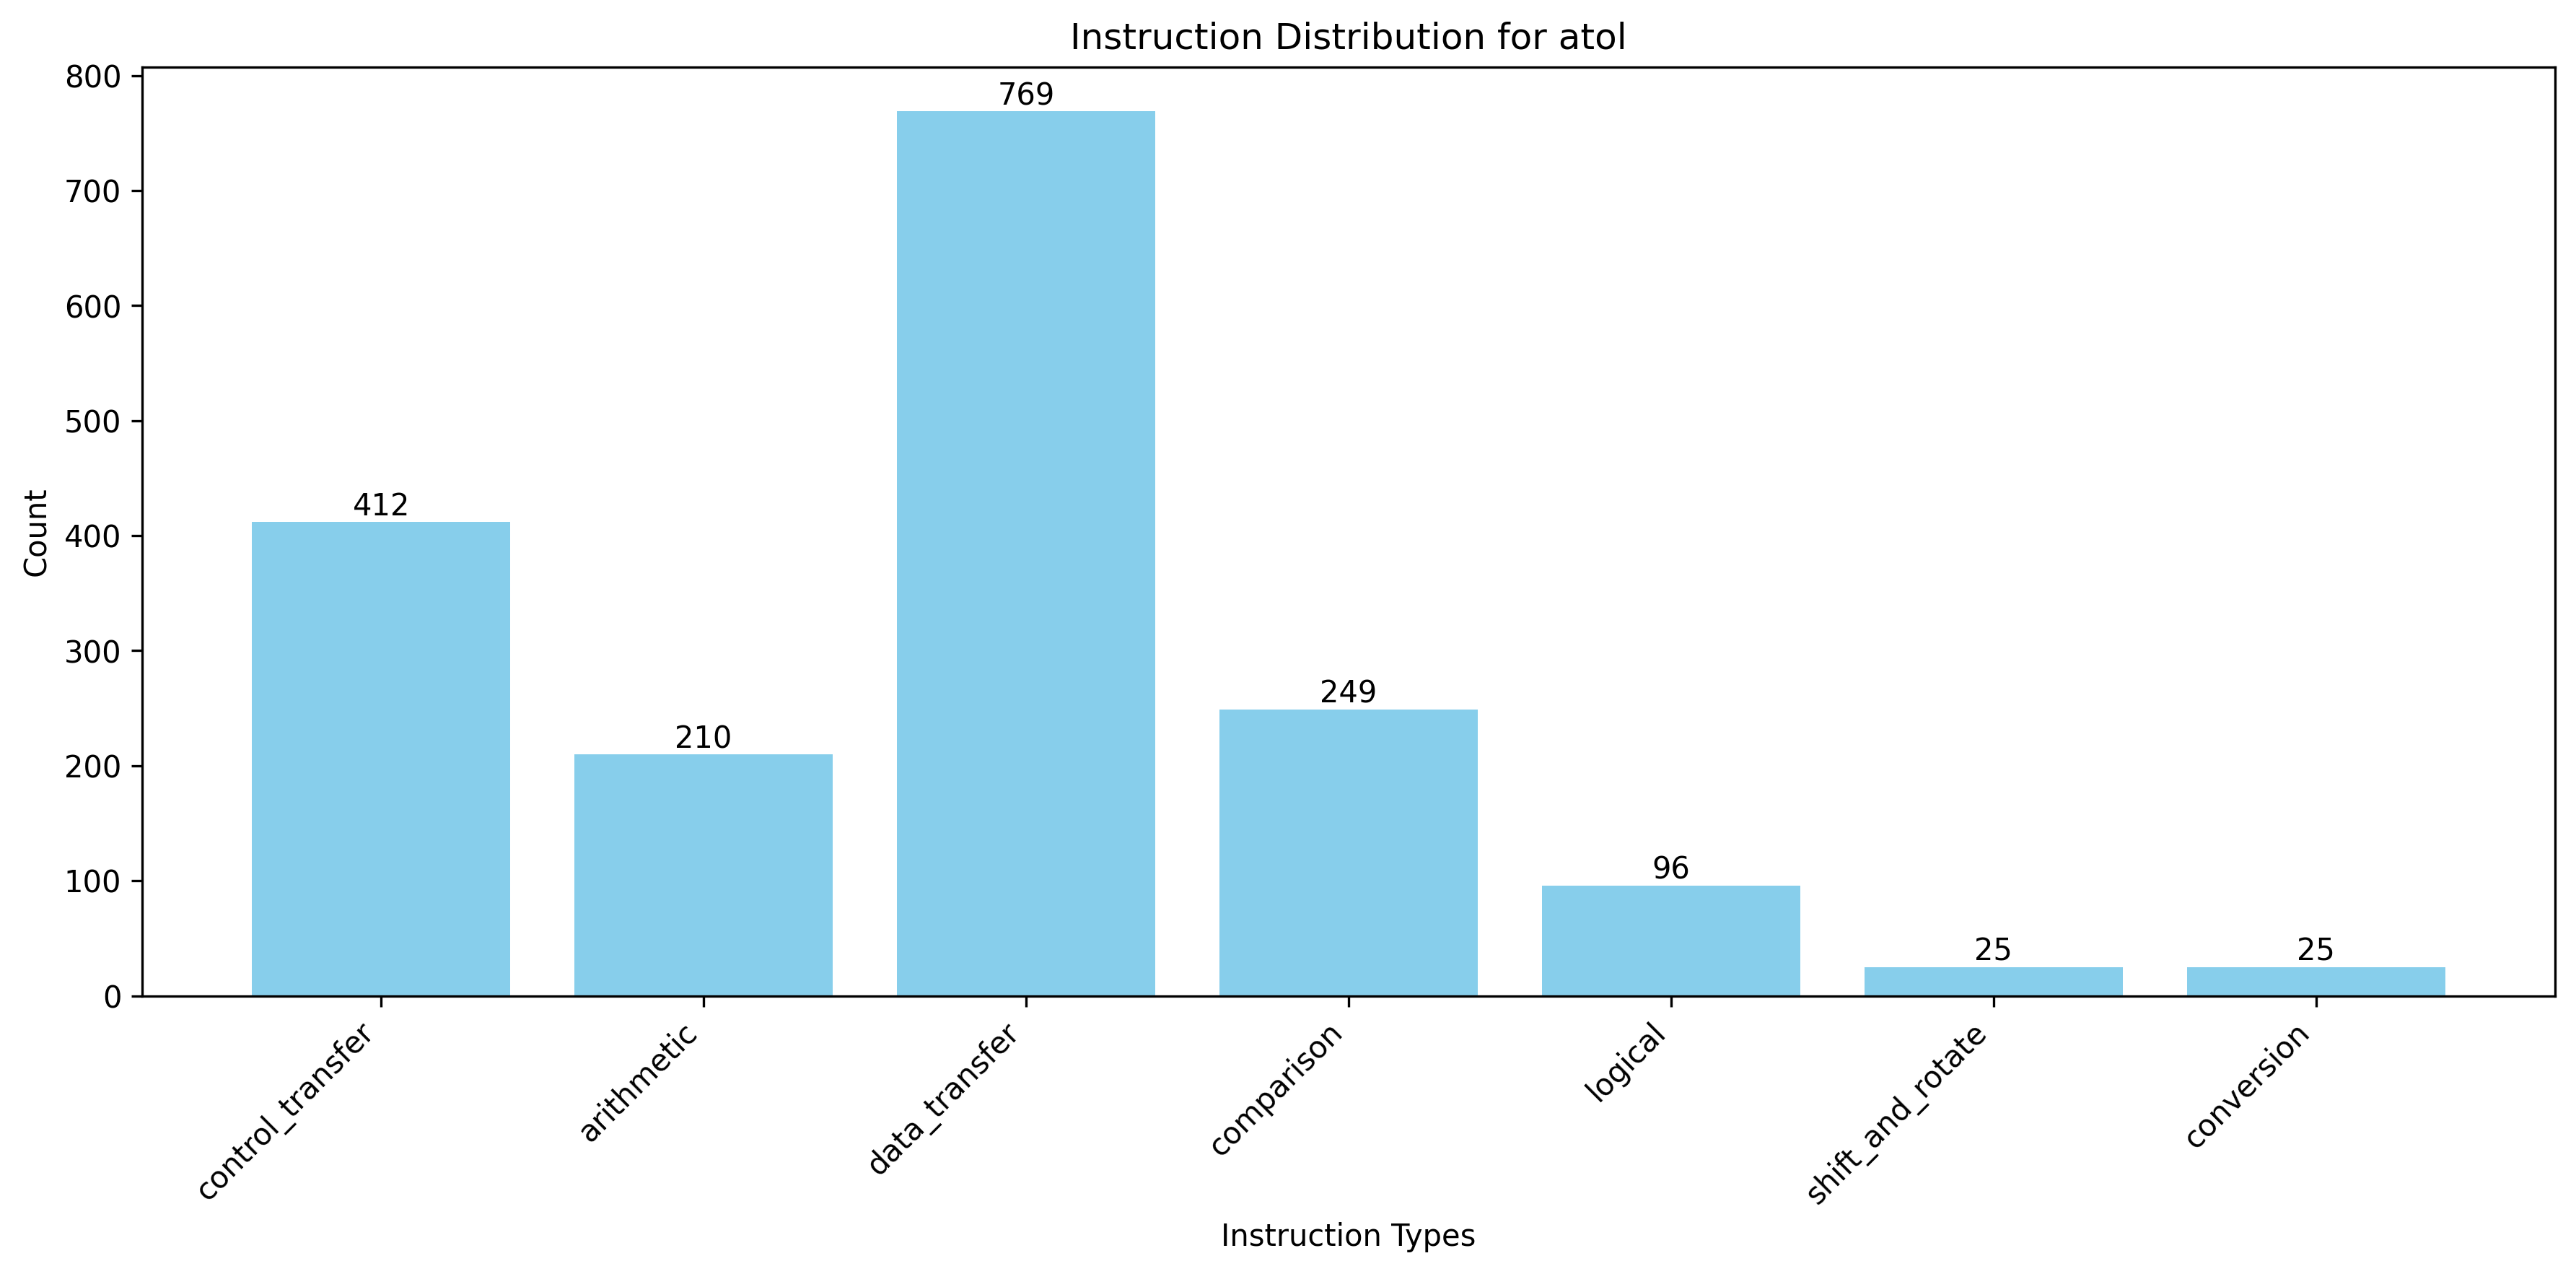 Instruction Distribution for atol
800
700
600
500
400
300
200
100
0
Count
412
210
769
249
96
25
25
control_transfer
arithmetic
data_transfer
comparison
logical
shift_and_rotate
conversion
Instruction Types